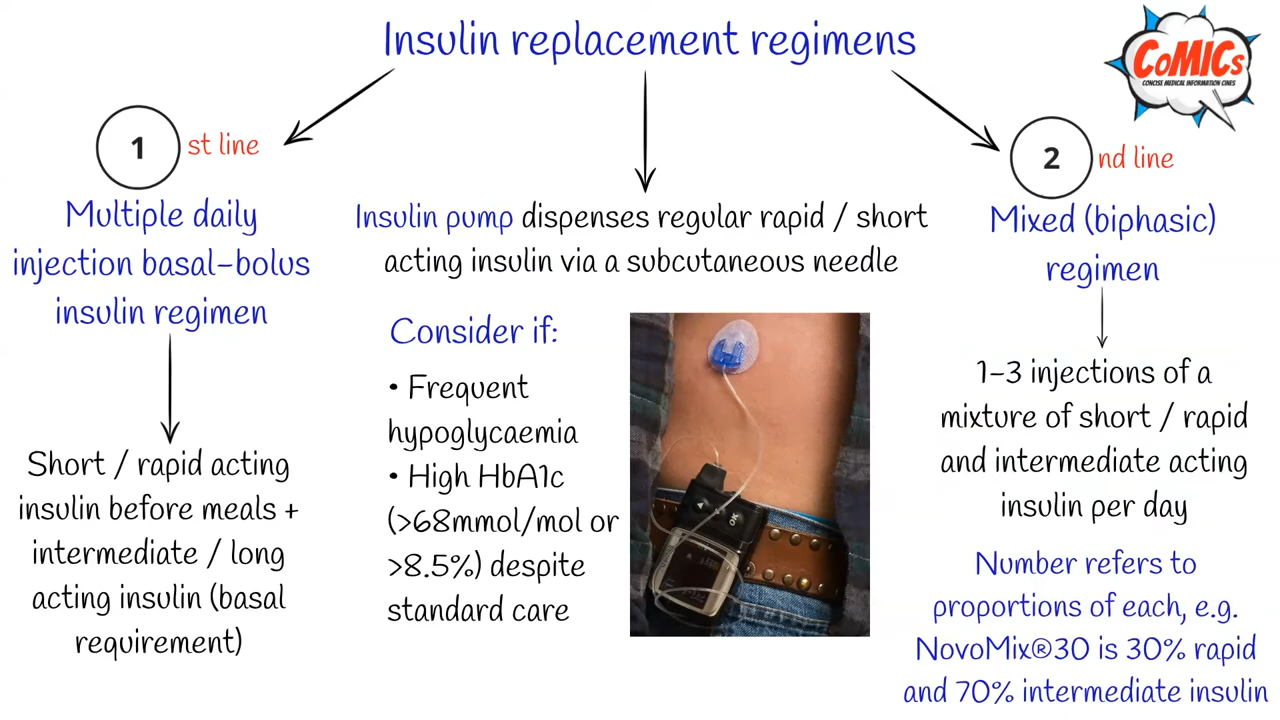 Insulin replacement regimens
CoMICs
CONCISE MEDICAL INFORMATION CINES
1 st line
Multiple daily
injection basal-bolus
insulin regimen
Short / rapid acting
insulin before meals +
intermediate / long
acting insulin (basal
requirement)
Insulin pump dispenses regular rapid / short
acting insulin via a subcutaneous needle
Consider if:
• Frequent
hypoglycaemia
• High HbA1c
(>68mmol/mol or
>8.5%) despite
standard care
OK
2 nd line
Mixed (biphasic)
regimen
1-3 injections of a
mixture of short / rapid
and intermediate acting
insulin per day
Number refers to
proportions of each, e.g.
NovoMix®30 is 30% rapid
and 70% intermediate insulin